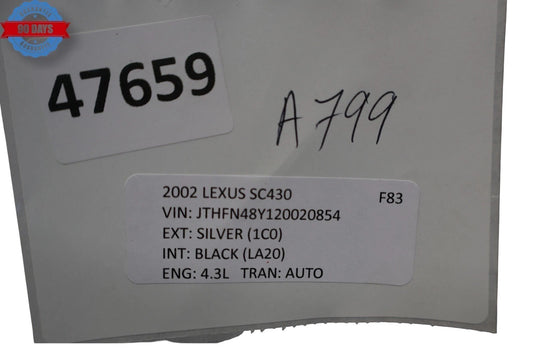 GUARANTEE
90 DAYS
47659
A799
2002 LEXUS SC430 F83
VIN: JTHFN48Y120020854
EXT: SILVER (1C0)
INT: BLACK (LA20)
ENG: 4.3L TRAN: AUTO